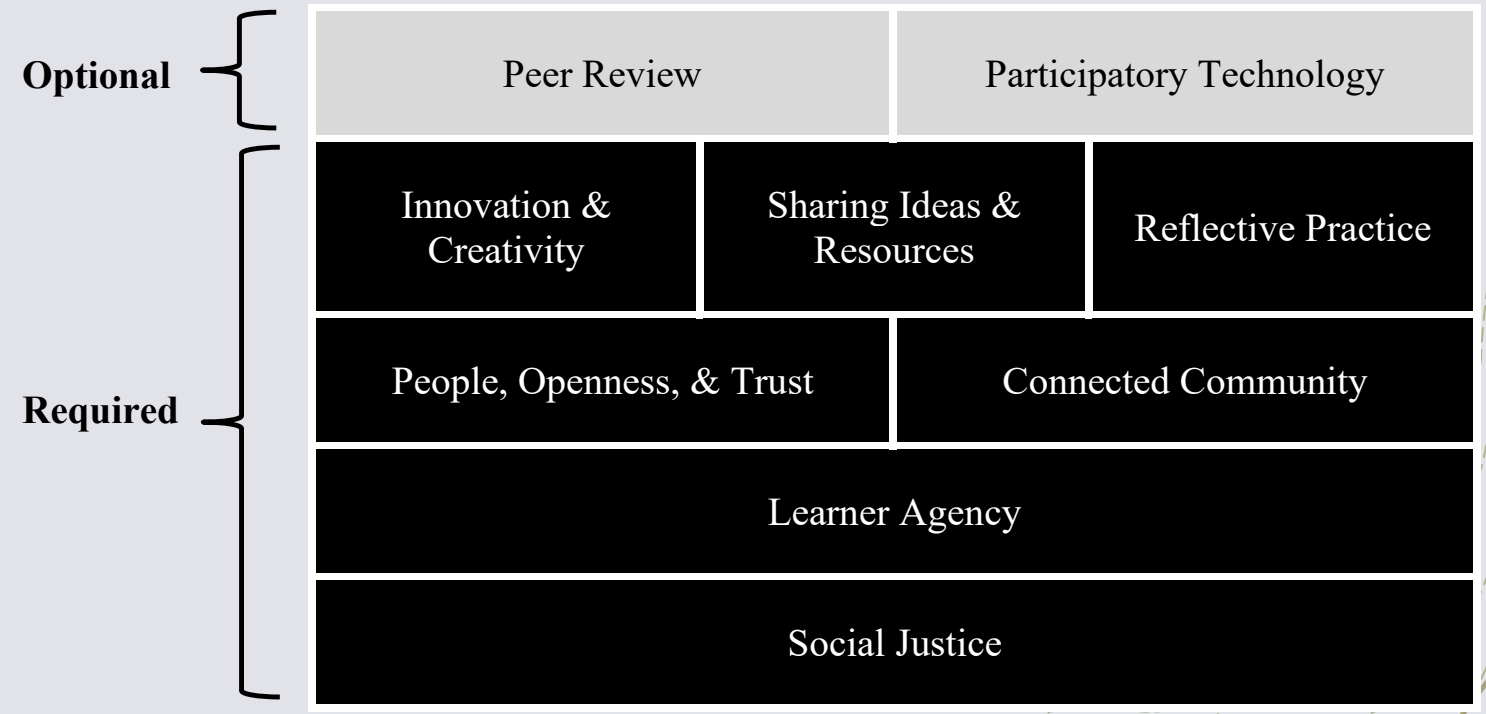 Optional
Peer Review
Participatory Technology
Required
Innovation &
Creativity
Sharing Ideas &
Resources
Reflective Practice
People, Openness, & Trust
Connected Community
Learner Agency
Social Justice